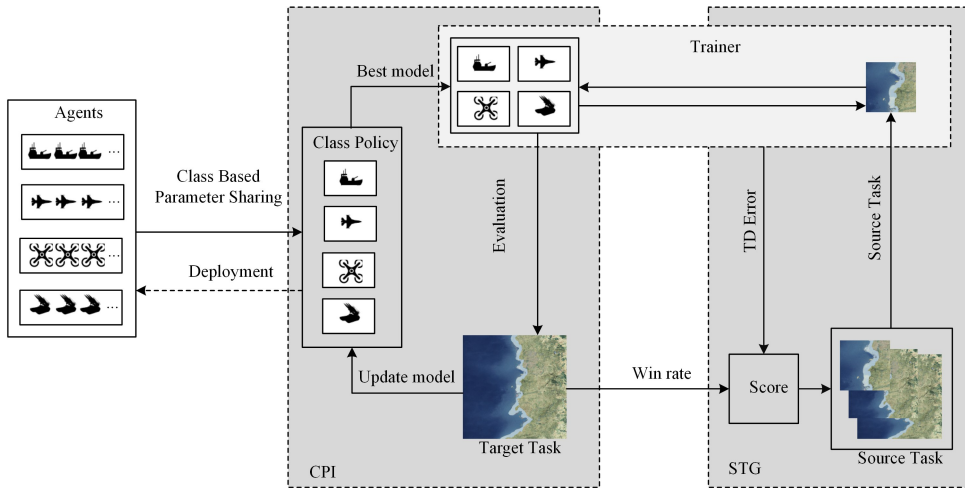 Agents
...
...
...
...
Class Based
Parameter Sharing
Deployment
Best model
Class Policy
Update model
Evaluation
Target Task
CPI
Trainer
TD Error
Source Task
Win rate
Score
Source Task
STG